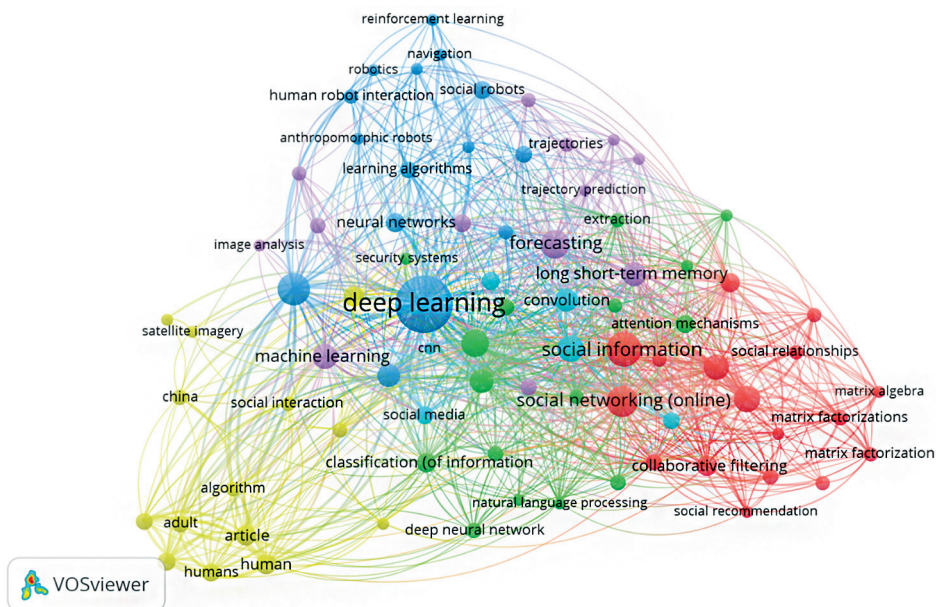 reinforcement learning
navigation
robotics
human robot interaction
social robots
anthropomorphic robots
trajectories
learning algorithms
trajectory prediction
neural networks
extraction
image analysis
forecasting
security systems
long short-term memory
deep learning
convolution
satellite imagery
attention mechanisms
cnn
machine learning
social information
social relationships
china
social interaction
social networking (online)
matrix algebra
social media
matrix factorizations
matrix factorization
classification (of information
collaborative filtering
algorithm
natural language processing
social recommendation
adult
article
deep neural network
humans
human
VOSviewer